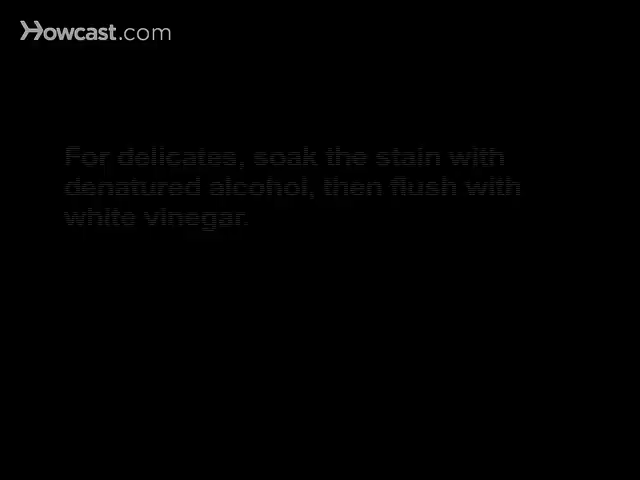 Howcast.com
For delicates, soak the stain with
denatured alcohol, then flush with
white vinegar.